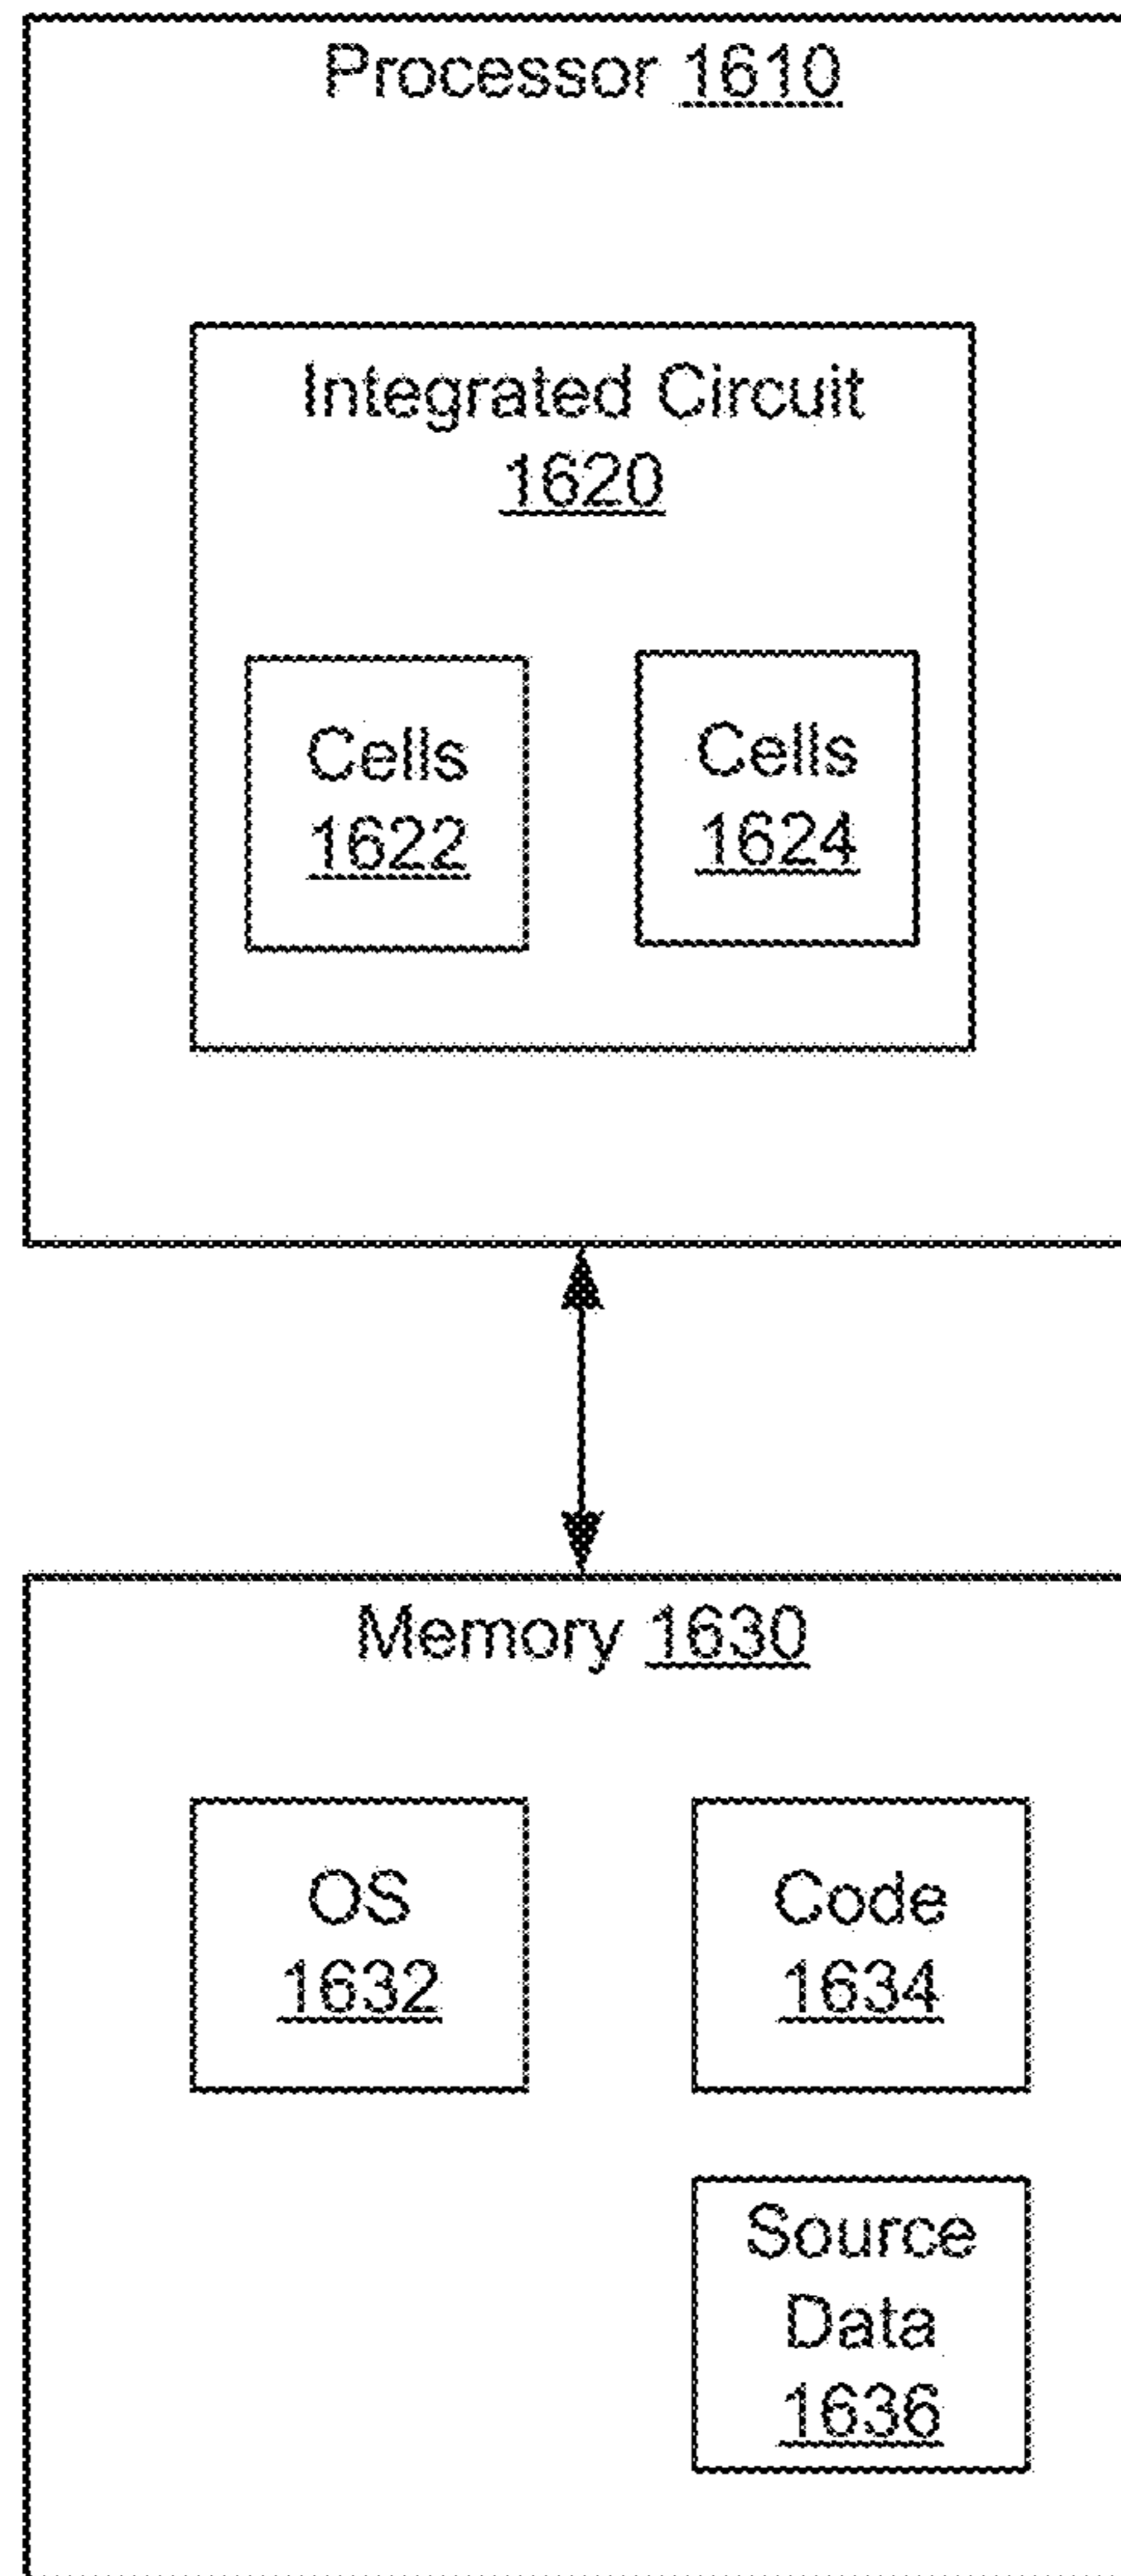 Processor 1610
Integrated Circuit
1620
Cells
1622
Cells
1624
Memory 1630
OS
1632
Code
1634
Source
Data
1636